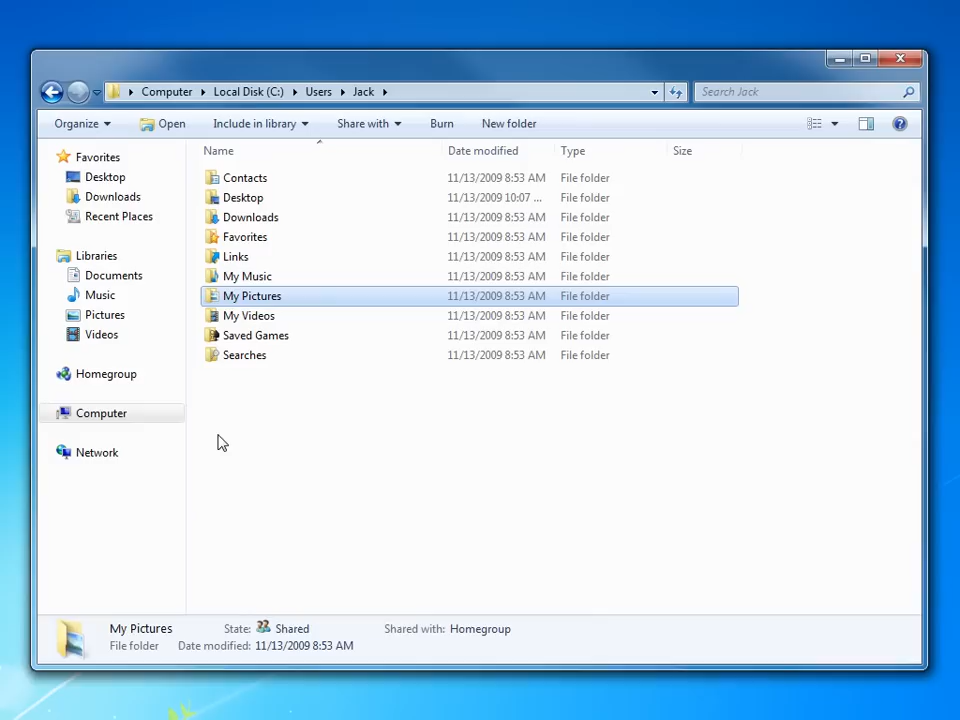 Computer Local Disk (C:) Users Jack Search Jack
Organize Open Include in library Share with Burn New folder
Name Date modified Type Size
Favorites
Desktop
Downloads
Recent Places
Libraries
Documents
Music
Pictures
Videos
Homegroup
Computer
Network
Contacts 11/13/2009 8:53 AM File folder
Desktop 11/13/2009 10:07 ... File folder
Downloads 11/13/2009 8:53 AM File folder
Favorites 11/13/2009 8:53 AM File folder
Links 11/13/2009 8:53 AM File folder
My Music 11/13/2009 8:53 AM File folder
My Pictures 11/13/2009 8:53 AM File folder
My Videos 11/13/2009 8:53 AM File folder
Saved Games 11/13/2009 8:53 AM File folder
Searches 11/13/2009 8:53 AM File folder
My Pictures State: Shared Shared with: Homegroup
File folder Date modified: 11/13/2009 8:53 AM